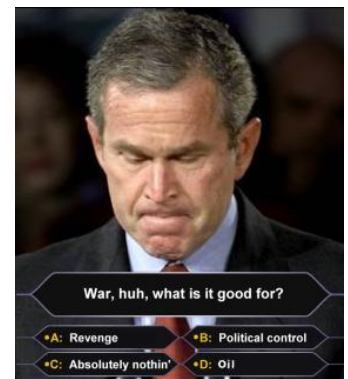 War, huh, what is it good for?
•A: Revenge
•B: Political control
•C: Absolutely nothin'
•D: Oil